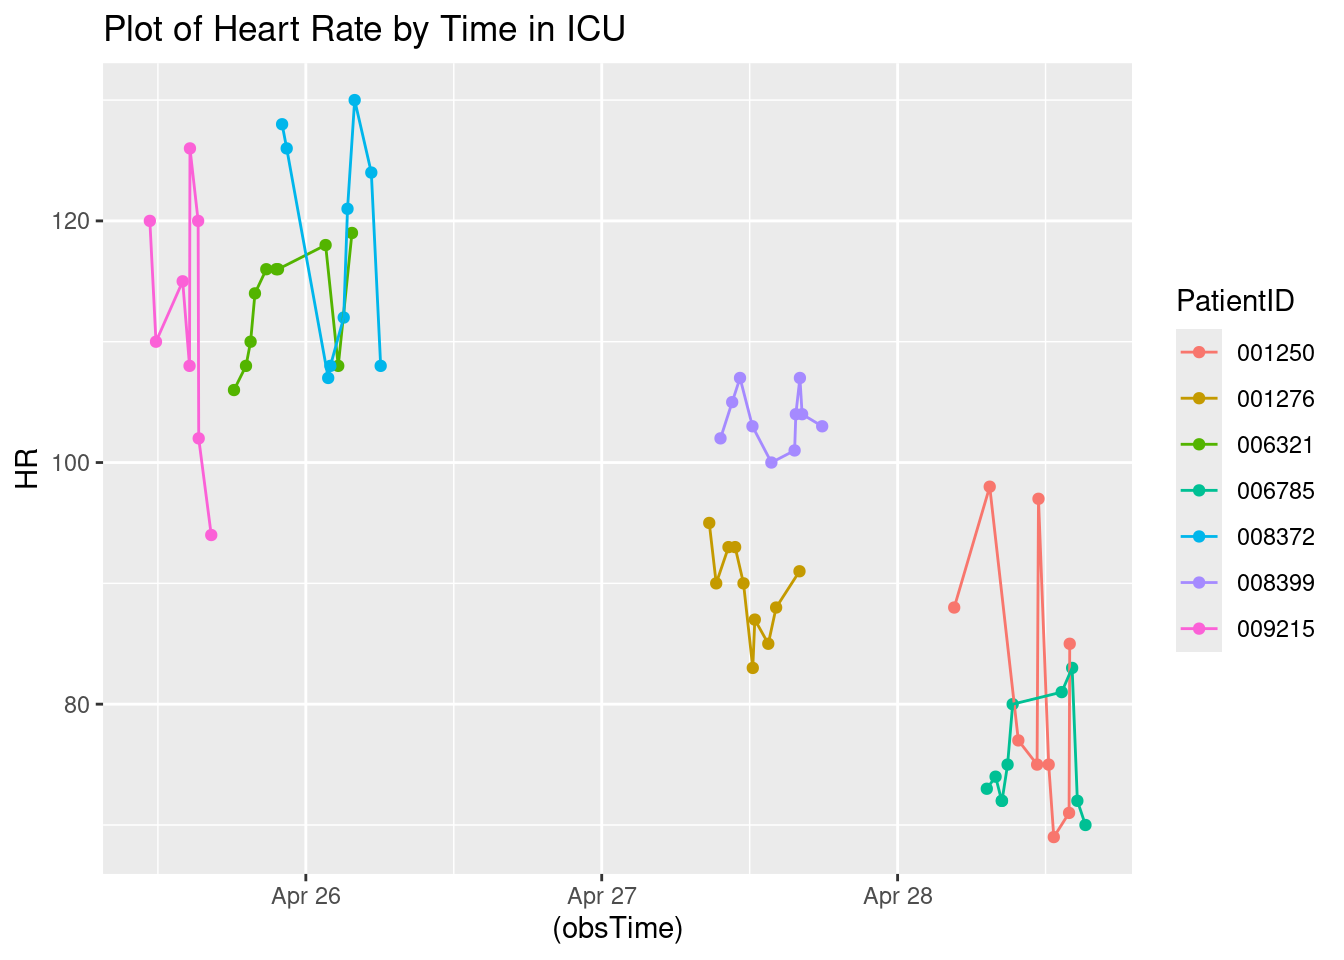 Plot of Heart Rate by Time in ICU
HR
120
100
80
Apr 26
Apr 27
Apr 28
(obsTime)
PatientID
001250
001276
006321
006785
008372
008399
009215